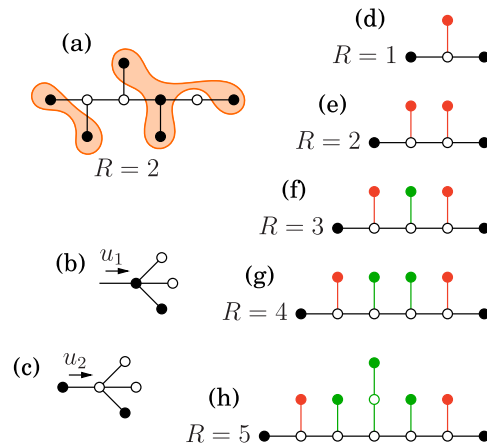 (a)
R = 2
(b)
u₁
(c)
u₂
(d)
R = 1
(e)
R = 2
(f)
R = 3
(g)
R = 4
(h)
R = 5